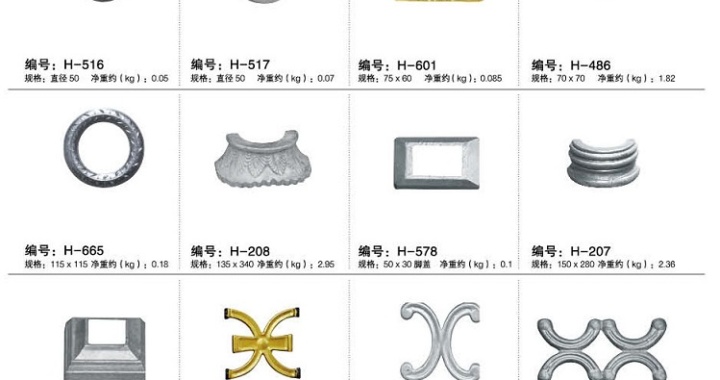 编号：H-516
规格：直径50 净重约(kg)：0.05
编号：H-517
规格：直径50 净重约(kg)：0.07
编号：H-601
规格：75 x 60 净重约(kg)：0.085
编号：H-486
规格：70 x 70 净重约(kg)：1.82
编号：H-665
规格：115 x 115 净重约(kg)：0.18
编号：H-208
规格：135 x 340 净重约(kg)：2.95
编号：H-578
规格：50 x 30 脚盖 净重约(kg)：0.1
编号：H-207
规格：150 x 280 净重约(kg)：2.36